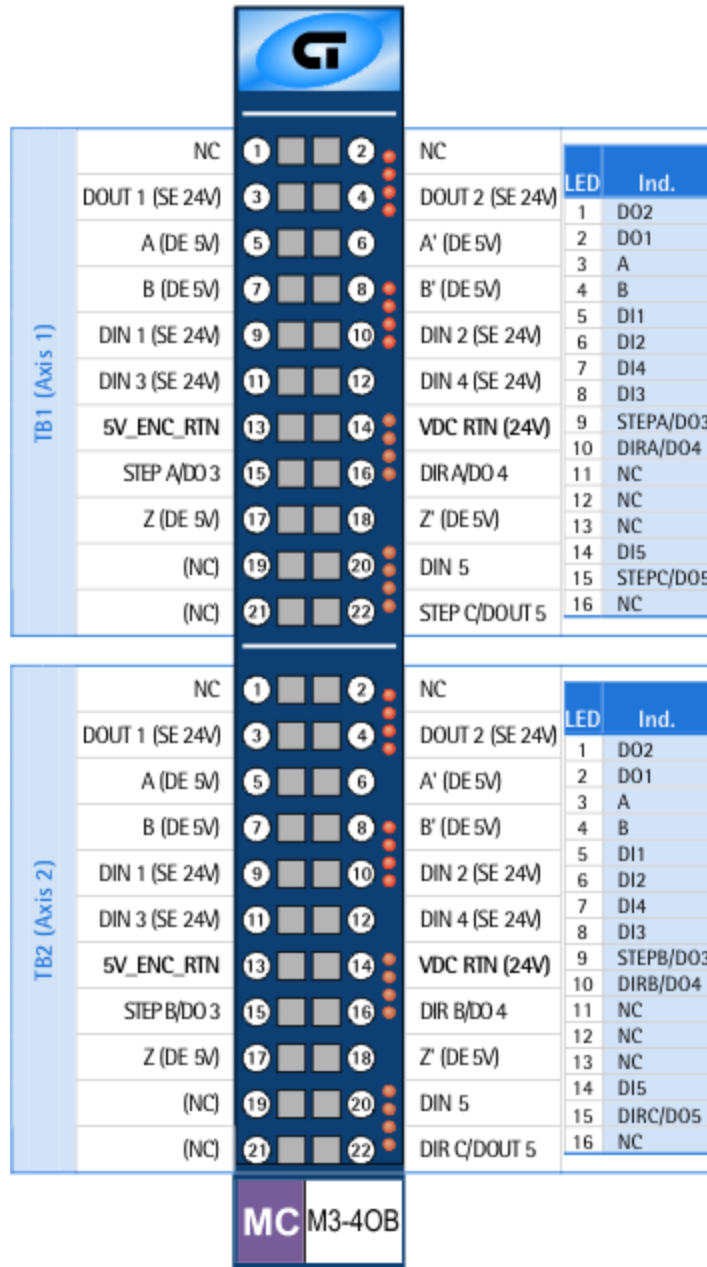 CT
TB1 (Axis 1)
NC 1 2 NC
DOUT 1 (SE 24V) 3 4 DOUT 2 (SE 24V)
A (DE 5V) 5 6 A' (DE 5V)
B (DE 5V) 7 8 B' (DE 5V)
DIN 1 (SE 24V) 9 10 DIN 2 (SE 24V)
DIN 3 (SE 24V) 11 12 DIN 4 (SE 24V)
5V_ENC_RTN 13 14 VDC RTN (24V)
STEP A/DO 3 15 16 DIR A/DO 4
Z (DE 5V) 17 18 Z' (DE 5V)
(NC) 19 20 DIN 5
(NC) 21 22 STEP C/DOUT 5
LED Ind.
1 DO2
2 DO1
3 A
4 B
5 DI1
6 DI2
7 DI4
8 DI3
9 STEPA/DO3
10 DIRA/DO4
11 NC
12 NC
13 NC
14 DI5
15 STEPC/DO5
16 NC
TB2 (Axis 2)
NC 1 2 NC
DOUT 1 (SE 24V) 3 4 DOUT 2 (SE 24V)
A (DE 5V) 5 6 A' (DE 5V)
B (DE 5V) 7 8 B' (DE 5V)
DIN 1 (SE 24V) 9 10 DIN 2 (SE 24V)
DIN 3 (SE 24V) 11 12 DIN 4 (SE 24V)
5V_ENC_RTN 13 14 VDC RTN (24V)
STEP B/DO 3 15 16 DIR B/DO 4
Z (DE 5V) 17 18 Z' (DE 5V)
(NC) 19 20 DIN 5
(NC) 21 22 DIR C/DOUT 5
LED Ind.
1 DO2
2 DO1
3 A
4 B
5 DI1
6 DI2
7 DI4
8 DI3
9 STEPB/DO3
10 DIRB/DO4
11 NC
12 NC
13 NC
14 DI5
15 DIRC/DO5
16 NC
MC M3-4OB